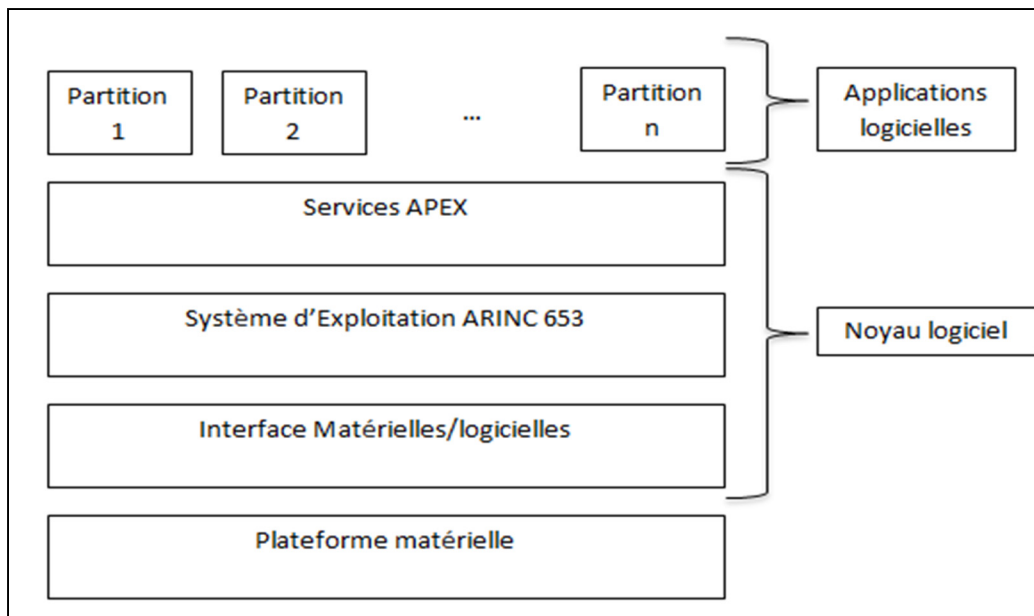 Partition
1
Partition
2
...
Partition
n
Applications
logicielles
Services APEX
Système d'Exploitation ARINC 653
Noyau logiciel
Interface Matérielles/logicielles
Plateforme matérielle